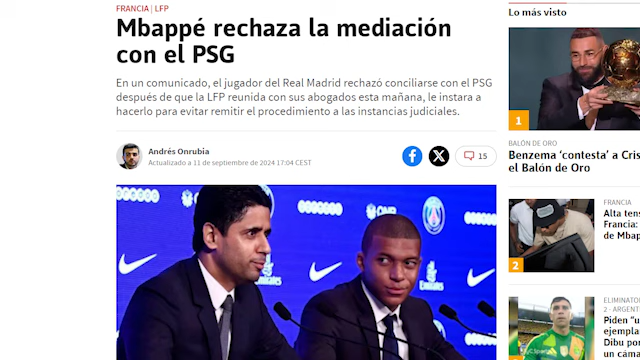 FRANCIA | LFP
Mbappé rechaza la mediación
con el PSG
En un comunicado, el jugador del Real Madrid rechazó conciliarse con el PSG
después de que la LFP reunida con sus abogados esta mañana, le instara a
hacerlo para evitar remitir el procedimiento a las instancias judiciales.
Andrés Onrubia
Actualizado a 11 de septiembre de 2024 17:04 CEST
15
Lo más visto
1
BALÓN DE ORO
Benzema ‘contesta’ a Cris
el Balón de Oro
FRANCIA
Alta tens
Francia:
de Mbap
2
ELIMINATOR
2 - ARGENT
Piden “u
ejempla
Dibu po
un cáma